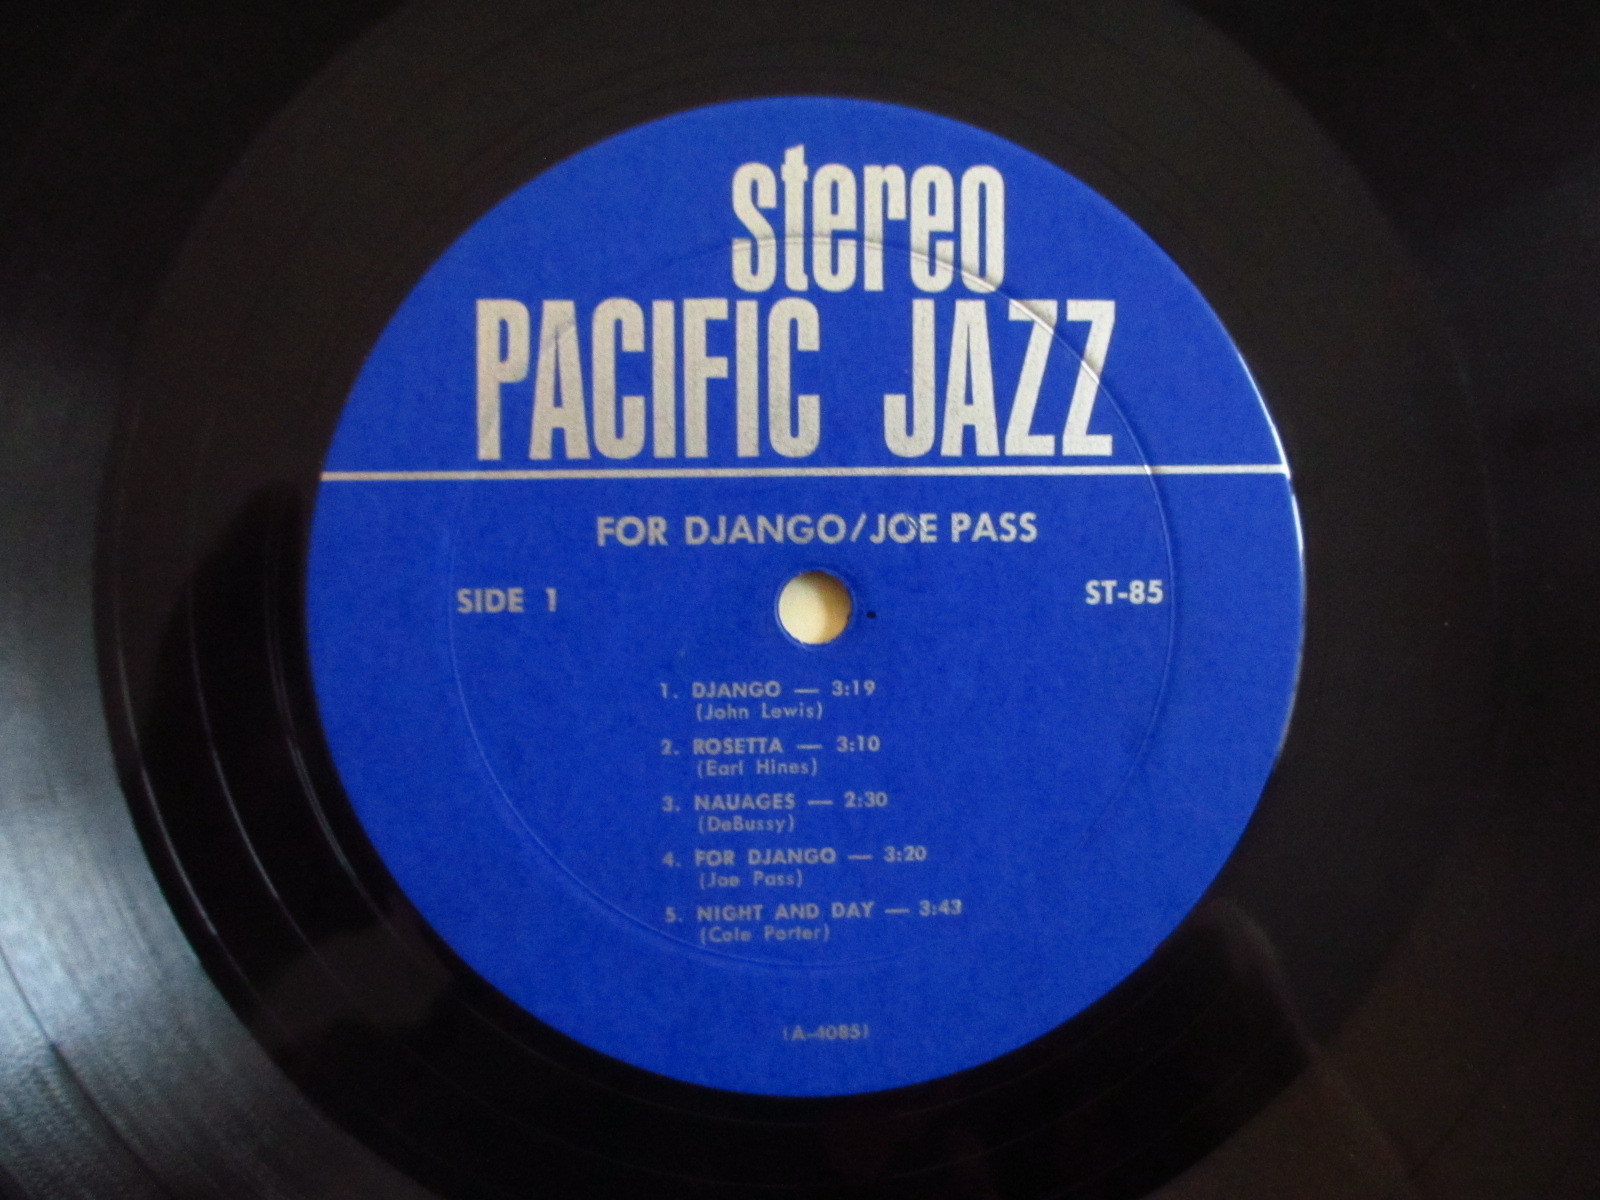 stereo
PACIFIC JAZZ
FOR DJANGO/JOE PASS
SIDE 1 ST-85
1. DJANGO — 3:19
(John Lewis)
2. ROSETTA — 3:10
(Earl Hines)
3. NAUAGES — 2:30
(DeBussy)
4. FOR DJANGO — 3:20
(Joe Pass)
5. NIGHT AND DAY — 3:43
(Cole Porter)
(A-4085)